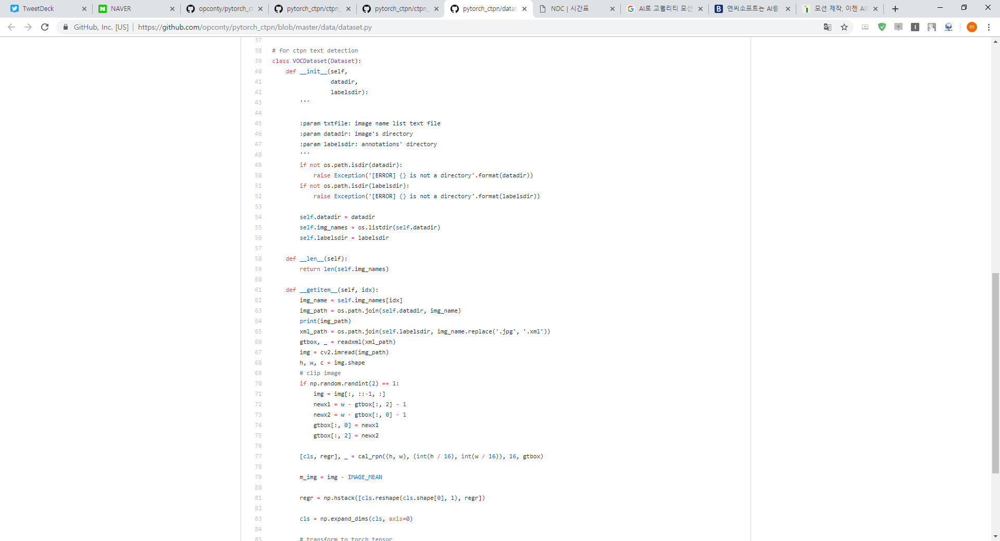 TweetDeck
NAVER
opconty/pytorch_ct
pytorch_ctpn/ctpn_
pytorch_ctpn/ctpn_
pytorch_ctpn/datas
NDC | 시간표
AI로 고퀄리티 모션
엔씨소프트는 AI를
모션 제작, 이젠 AI
GitHub, Inc. [US] | https://github.com/opconty/pytorch_ctpn/blob/master/data/dataset.py
m
37
38 # for ctpn text detection
39 class VOCDataset(Dataset):
40     def __init__(self,
41                  datadir,
42                  labelsdir):
43         '''
44
45         :param txtfile: image name list text file
46         :param datadir: image's directory
47         :param labelsdir: annotations' directory
48         '''
49         if not os.path.isdir(datadir):
50             raise Exception('[ERROR] {} is not a directory'.format(datadir))
51         if not os.path.isdir(labelsdir):
52             raise Exception('[ERROR] {} is not a directory'.format(labelsdir))
53
54         self.datadir = datadir
55         self.img_names = os.listdir(self.datadir)
56         self.labelsdir = labelsdir
57
58     def __len__(self):
59         return len(self.img_names)
60
61     def __getitem__(self, idx):
62         img_name = self.img_names[idx]
63         img_path = os.path.join(self.datadir, img_name)
64         print(img_path)
65         xml_path = os.path.join(self.labelsdir, img_name.replace('.jpg', '.xml'))
66         gtbox, _ = readxml(xml_path)
67         img = cv2.imread(img_path)
68         h, w, c = img.shape
69         # clip image
70         if np.random.randint(2) == 1:
71             img = img[:, ::-1, :]
72             newx1 = w - gtbox[:, 2] - 1
73             newx2 = w - gtbox[:, 0] - 1
74             gtbox[:, 0] = newx1
75             gtbox[:, 2] = newx2
76
77         [cls, regr], _ = cal_rpn((h, w), (int(h / 16), int(w / 16)), 16, gtbox)
78
79         m_img = img - IMAGE_MEAN
80
81         regr = np.hstack([cls.reshape(cls.shape[0], 1), regr])
82
83         cls = np.expand_dims(cls, axis=0)
84
85         # transform to torch tensor